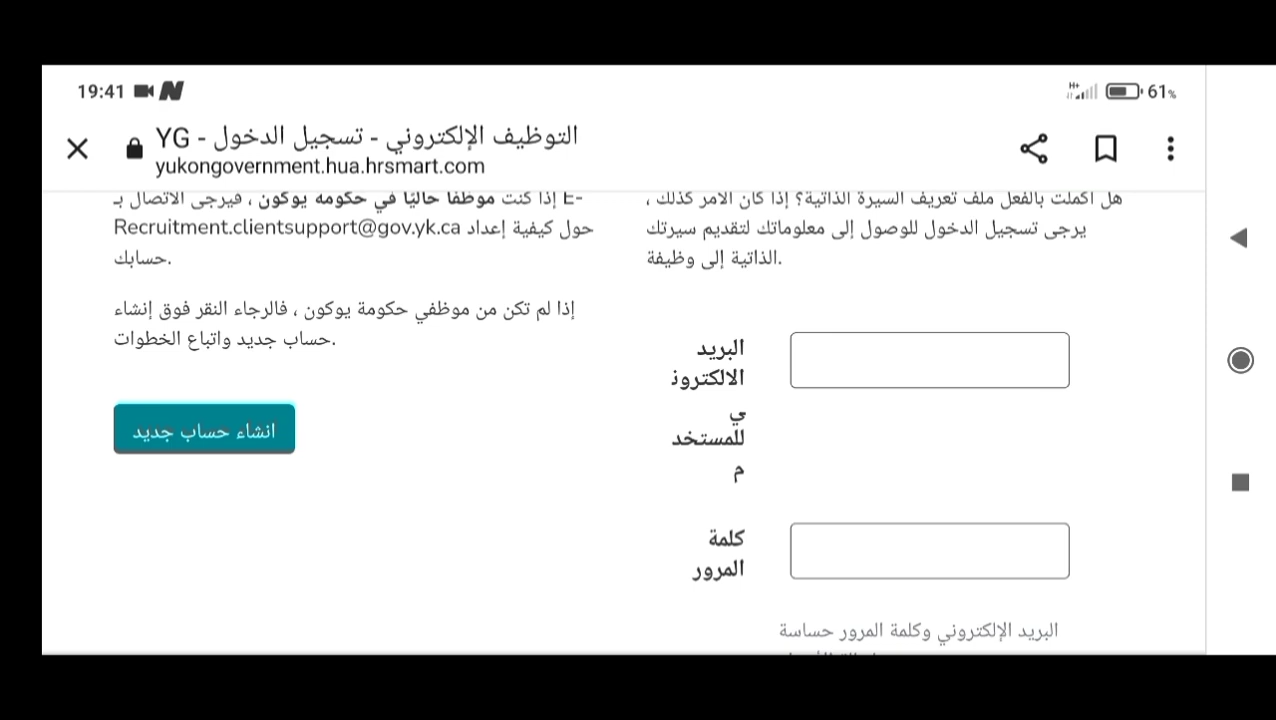 19:41
61%
التوظيف الإلكتروني - تسجيل الدخول - YG
yukongovernment.hua.hrsmart.com
هل اكملت بالفعل ملف تعريف السيرة الذاتية؟ إذا كان الامر كذلك ،
يرجى تسجيل الدخول للوصول إلى معلوماتك لتقديم سيرتك
الذاتية إلى وظيفة.
البريد
الالكترونـ
ي
للمستخد
م
كلمة
المرور
البريد الإلكتروني وكلمة المرور حساسة
إذا كنت موظفا حاليًا في حكومة يوكون ، فيرجى الاتصال بـ E-
Recruitment.clientsupport@gov.yk.ca حول كيفية إعداد
حسابك.
إذا لم تكن من موظفي حكومة يوكون ، فالرجاء النقر فوق إنشاء
حساب جديد واتباع الخطوات.
انشاء حساب جديد